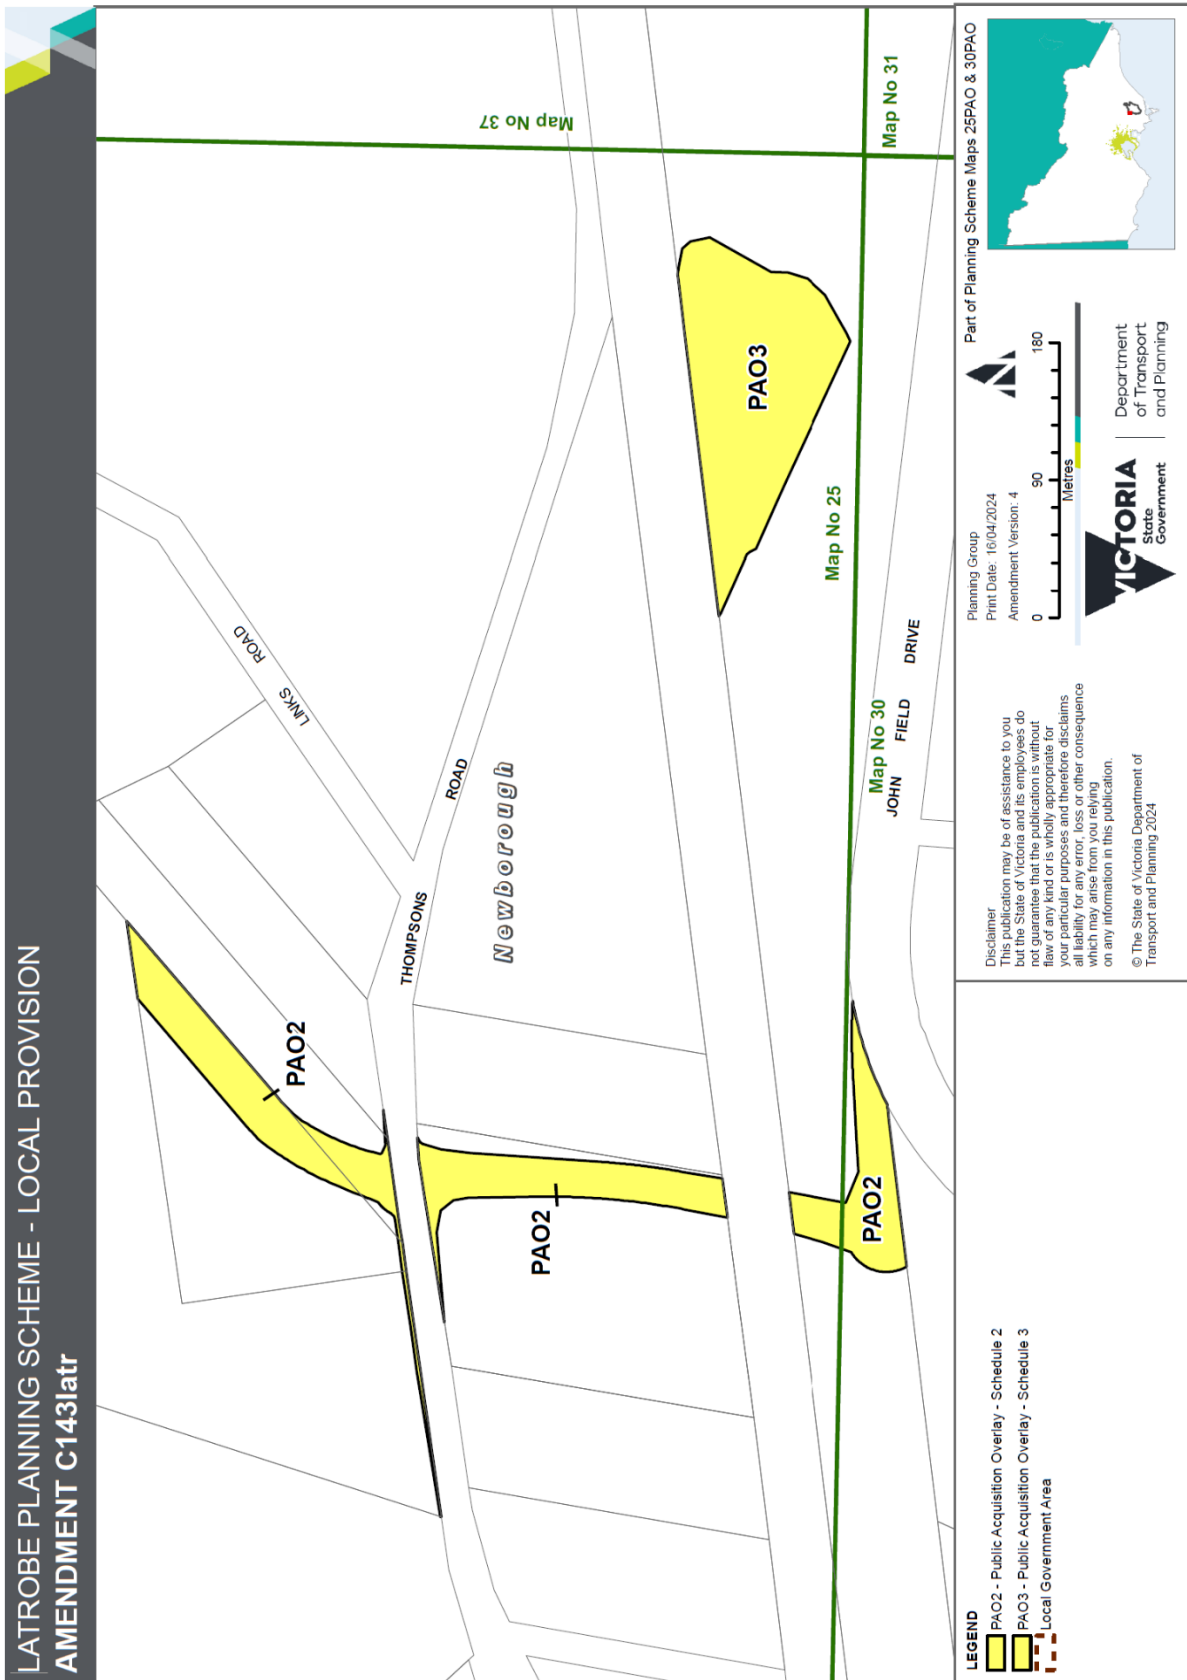 LATROBE PLANNING SCHEME - LOCAL PROVISION
AMENDMENT C143latr
Map No 37
Map No 31
LINKS ROAD
THOMPSONS ROAD
Newborough
PAO2
PAO2
PAO2
PAO3
Map No 25
Map No 30
JOHN FIELD DRIVE
LEGEND
PAO2 - Public Acquisition Overlay - Schedule 2
PAO3 - Public Acquisition Overlay - Schedule 3
Local Government Area
Disclaimer
This publication may be of assistance to you
but the State of Victoria and its employees do
not guarantee that the publication is without
flaw of any kind or is wholly appropriate for
your particular purposes and therefore disclaims
all liability for any error, loss or other consequence
which may arise from you relying
on any information in this publication.
© The State of Victoria Department of
Transport and Planning 2024
Part of Planning Scheme Maps 25PAO & 30PAO
Planning Group
Print Date: 16/04/2024
Amendment Version: 4
0 90 180
Metres
VICTORIA
State
Government
Department
of Transport
and Planning